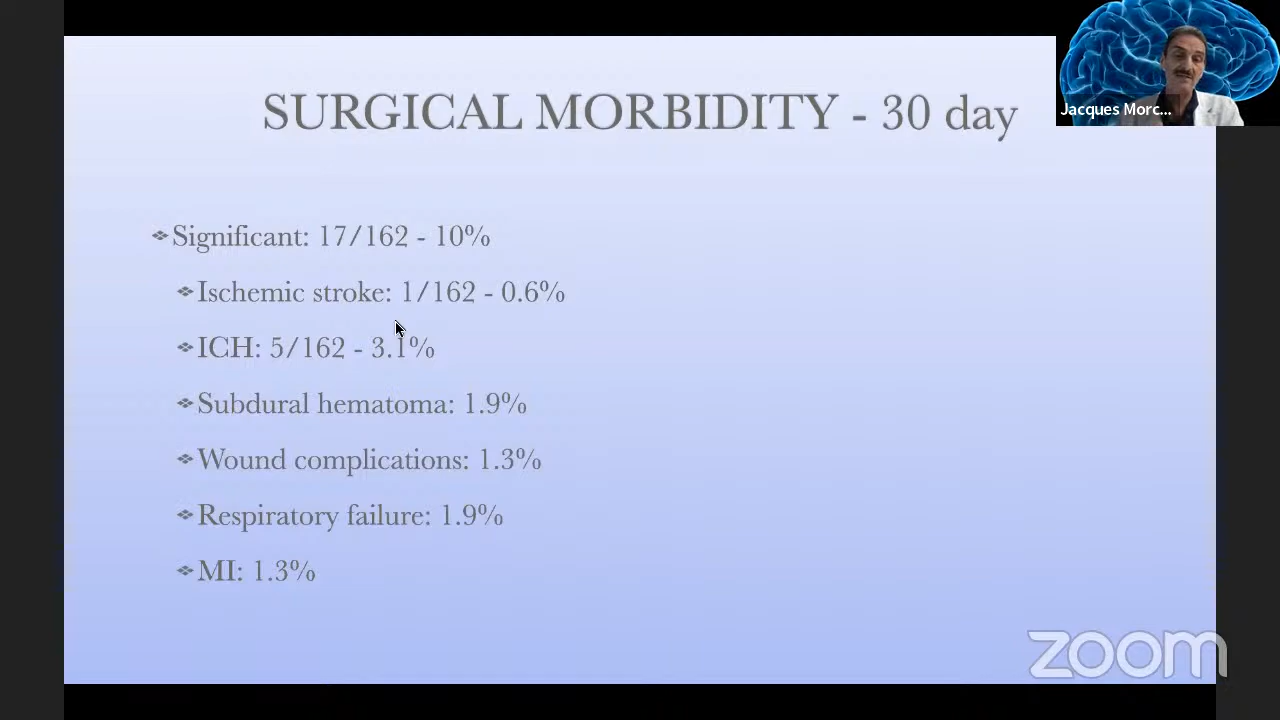 SURGICAL MORBIDITY - 30 day
Jacques Morc...
Significant: 17/162 - 10%
Ischemic stroke: 1/162 - 0.6%
ICH: 5/162 - 3.1%
Subdural hematoma: 1.9%
Wound complications: 1.3%
Respiratory failure: 1.9%
MI: 1.3%
zoom